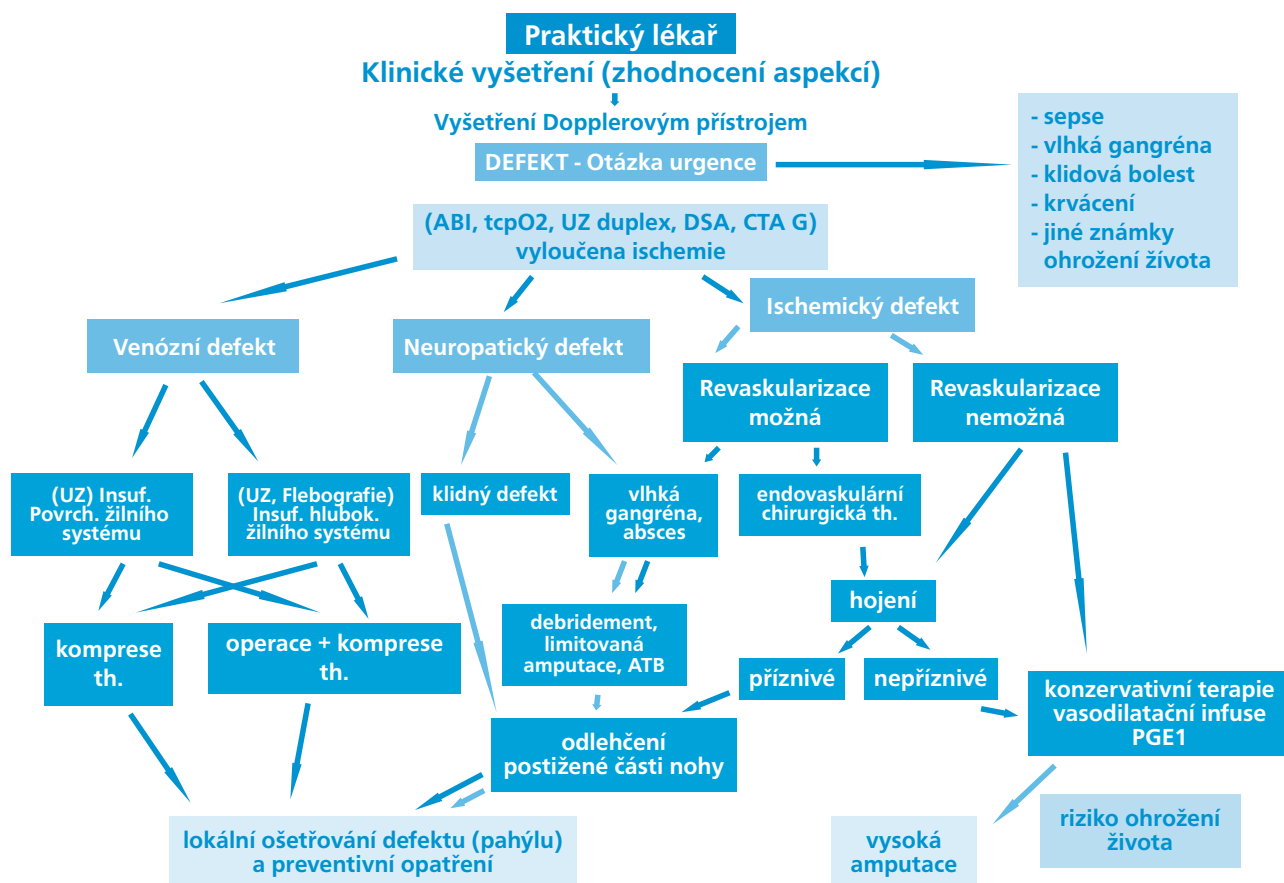 Praktický lékař
Klinické vyšetření (zhodnocení aspekcí)
Vyšetření Dopplerovým přístrojem
DEFEKT - Otázka urgence
- sepse
- vlhká gangréna
- klidová bolest
- krvácení
- jiné známky
ohrožení žívota
(ABI, tcpO2, UZ duplex, DSA, CTA G)
vyloučena ischemie
Ischemický defekt
Venózní defekt
Neuropatický defekt
Revaskularizace
možná
Revaskularizace
nemožná
(UZ) Insuf.
Povrch. žilního
systému
(UZ, Flebografie)
Insuf. hlubok.
žilního systému
klidný defekt
vlhká
gangréna,
absces
endovaskulární
chirurgická th.
hojení
komprese
th.
operace + komprese
th.
debridement,
limitovaná
amputace, ATB
příznivé
nepříznivé
konzervativní terapie
vasodilatační infuse
PGE1
odlehčení
postižené části nohy
lokální ošetřování defektu (pahýlu)
a preventivní opatření
vysoká
amputace
riziko ohrožení
života